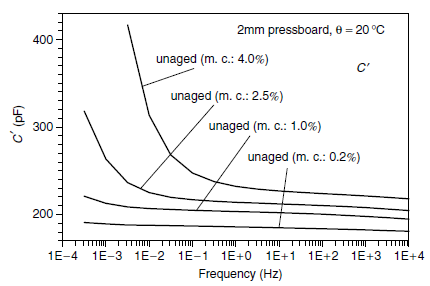 2mm pressboard, θ = 20 °C
400
unaged (m. c.: 4.0%)
C′
unaged (m. c.: 2.5%)
C′ (pF)
300
unaged (m. c.: 1.0%)
unaged (m. c.: 0.2%)
200
1E−4 1E−3 1E−2 1E−1 1E+0 1E+1 1E+2 1E+3 1E+4
Frequency (Hz)